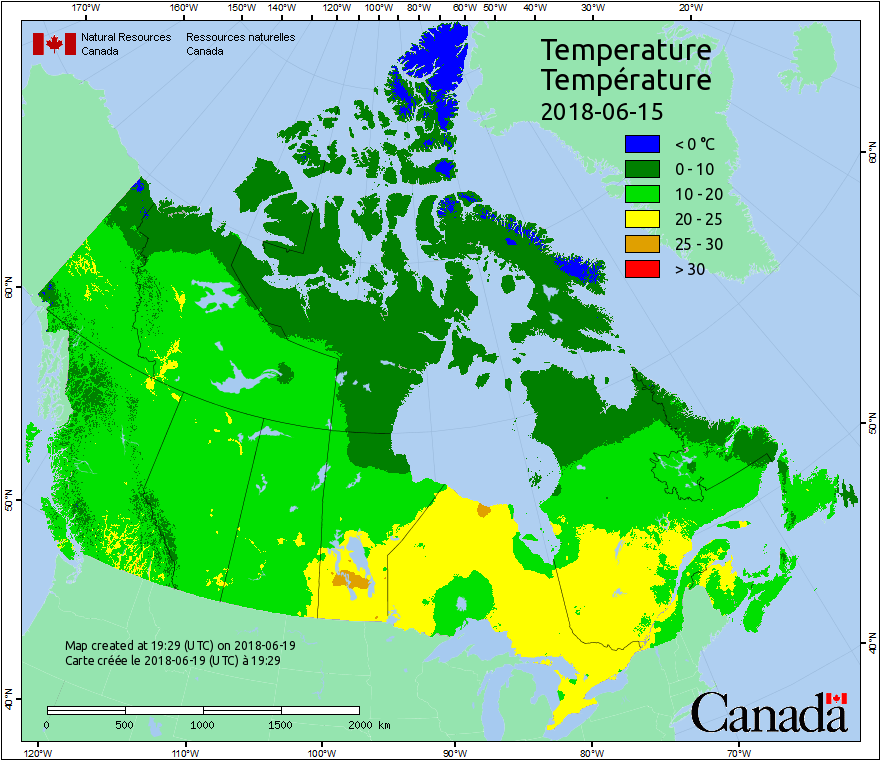 170°W 160°W 150°W 140°W 130°W 120°W 110°W 100°W 90°W 80°W 60°W 50°W 40°W 30°W 20°W
Natural Resources Canada
Ressources naturelles Canada
Temperature
Température
2018-06-15
< 0 °C
0 - 10
10 - 20
20 - 25
25 - 30
> 30
60°N
60°N
50°N
50°N
40°N
40°N
Map created at 19:29 (UTC) on 2018-06-19
Carte créée le 2018-06-19 (UTC) à 19:29
0 500 1000 1500 2000 km
Canada
120°W 110°W 100°W 90°W 80°W 70°W